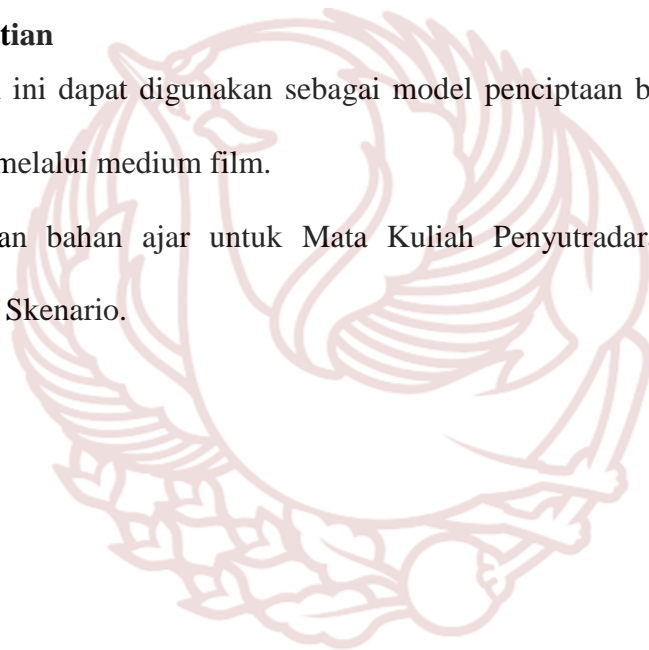 tian
ini dapat digunakan sebagai model penciptaan b
melalui medium film.
an bahan ajar untuk Mata Kuliah Penyutradar
Skenario.